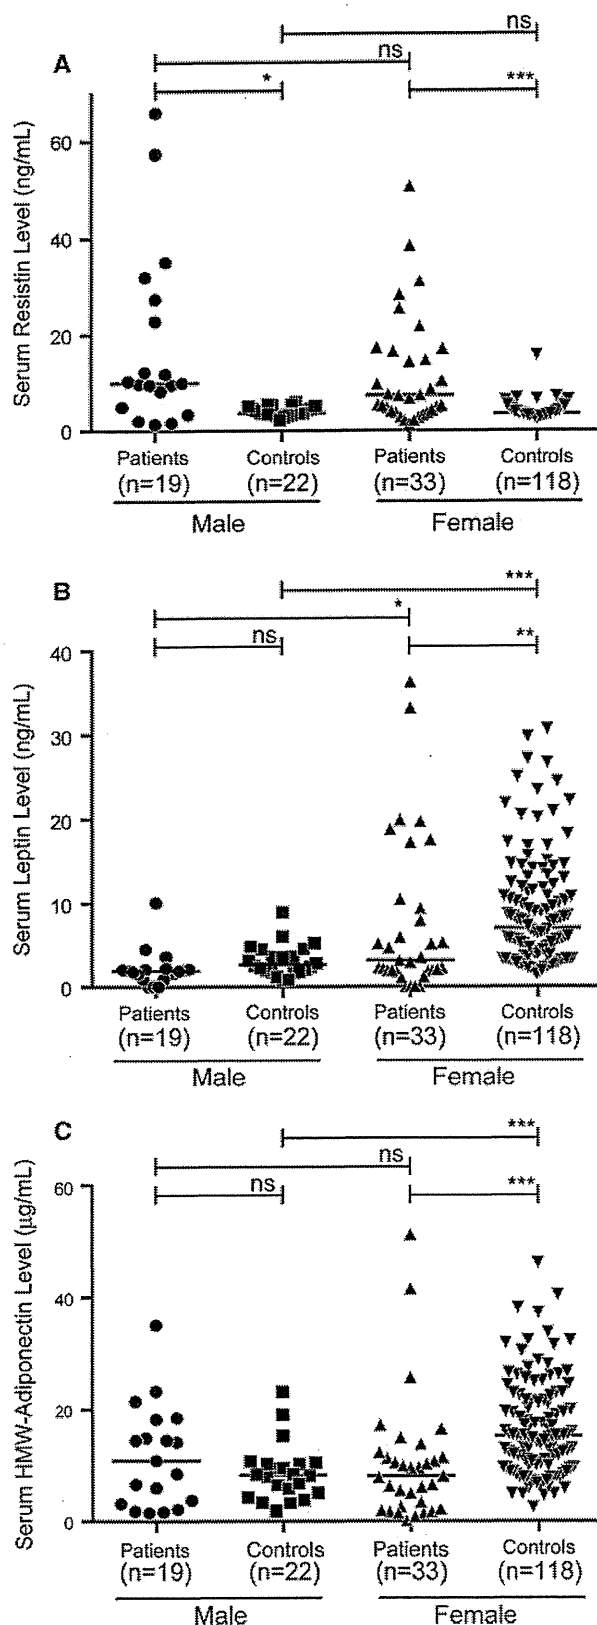 ns
A
ns
*
***
Serum Resistin Level (ng/mL)
60
40
20
0
Patients Controls Patients Controls
(n=19) (n=22) (n=33) (n=118)
Male Female
B
***
*
ns
**
Serum Leptin Level (ng/mL)
40
30
20
10
0
Patients Controls Patients Controls
(n=19) (n=22) (n=33) (n=118)
Male Female
C
***
ns
ns
***
Serum HMW-Adiponectin Level (µg/mL)
60
40
20
0
Patients Controls Patients Controls
(n=19) (n=22) (n=33) (n=118)
Male Female